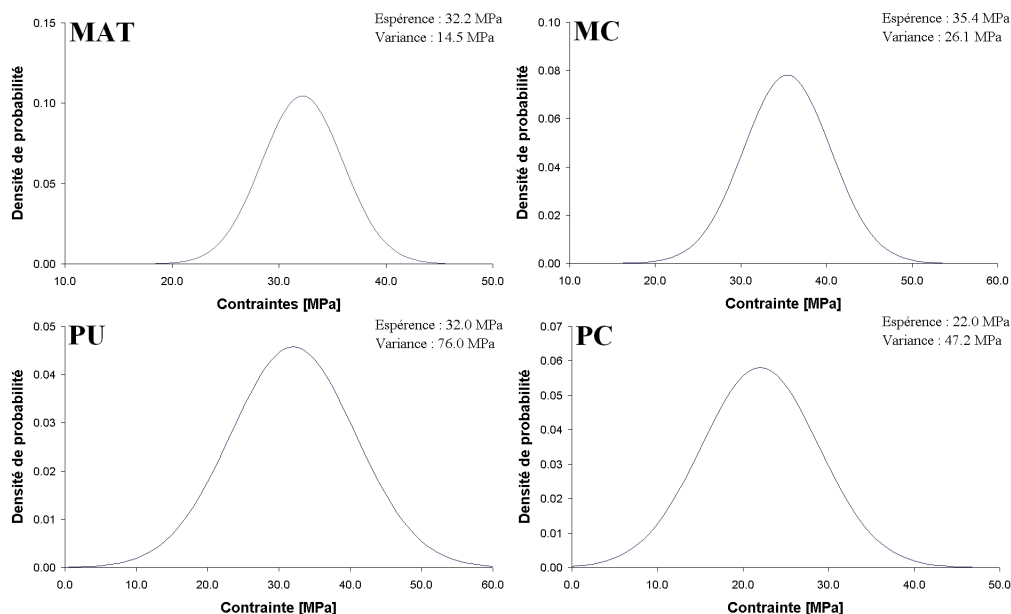 MAT
Espérence : 32.2 MPa
Variance : 14.5 MPa
Densité de probabilité
0.15
0.10
0.05
0.00
10.0 20.0 30.0 40.0 50.0
Contraintes [MPa]
MC
Espérence : 35.4 MPa
Variance : 26.1 MPa
Densité de probabilité
0.10
0.08
0.06
0.04
0.02
0.00
10.0 20.0 30.0 40.0 50.0 60.0
Contrainte [MPa]
PU
Espérence : 32.0 MPa
Variance : 76.0 MPa
Densité de probabilité
0.05
0.04
0.03
0.02
0.01
0.00
0.0 10.0 20.0 30.0 40.0 50.0 60.0
Contrainte [MPa]
PC
Espérence : 22.0 MPa
Variance : 47.2 MPa
Densité de probabilité
0.07
0.06
0.05
0.04
0.03
0.02
0.01
0.00
0.0 10.0 20.0 30.0 40.0 50.0
Contrainte [MPa]